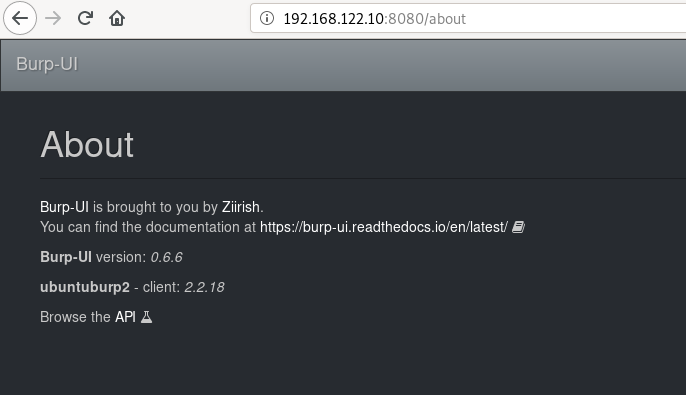 192.168.122.10:8080/about
Burp-UI
About
Burp-UI is brought to you by Ziirish.
You can find the documentation at https://burp-ui.readthedocs.io/en/latest/
Burp-UI version: 0.6.6
ubuntuburp2 - client: 2.2.18
Browse the API